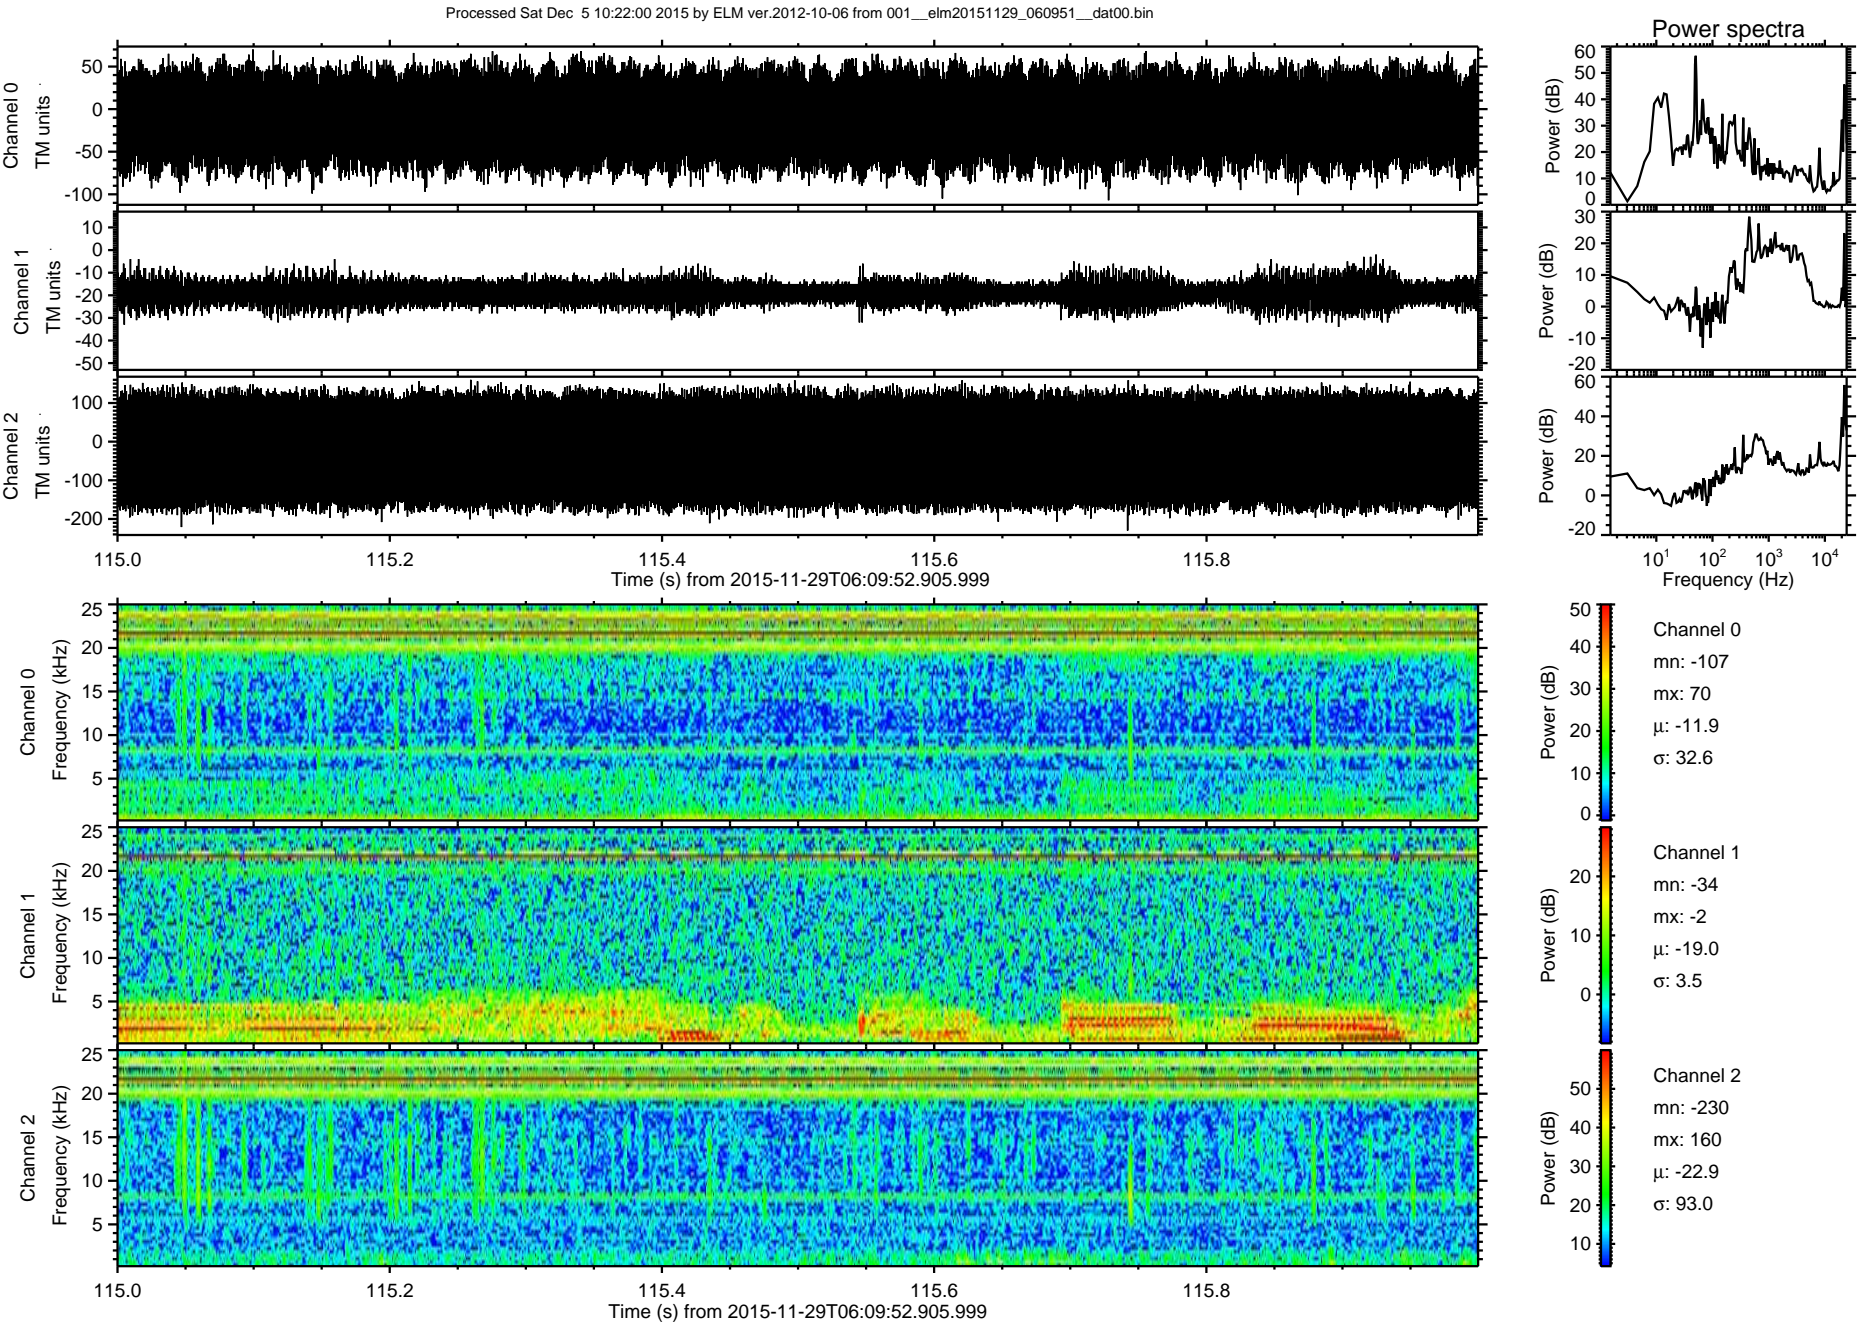 Processed Sat Dec  5 10:22:00 2015 by ELM ver.2012-10-06 from 001__elm20151129_060951__dat00.bin
Power spectra
Channel 0
TM units
50
0
-50
-100
Power (dB)
60
50
40
30
20
10
0
Channel 1
TM units
10
0
-10
-20
-30
-40
-50
Power (dB)
30
20
10
0
-10
-20
Channel 2
TM units
100
0
-100
-200
Power (dB)
60
40
20
0
-20
115.0 115.2 115.4 115.6 115.8
Time (s) from 2015-11-29T06:09:52.905.999
10¹ 10² 10³ 10⁴
Frequency (Hz)
Channel 0
Frequency (kHz)
25
20
15
10
5
Power (dB)
50
40
30
20
10
0
Channel 0
mn: -107
mx: 70
μ: -11.9
σ: 32.6
Channel 1
Frequency (kHz)
25
20
15
10
5
Power (dB)
20
10
0
Channel 1
mn: -34
mx: -2
μ: -19.0
σ: 3.5
Channel 2
Frequency (kHz)
25
20
15
10
5
Power (dB)
50
40
30
20
10
Channel 2
mn: -230
mx: 160
μ: -22.9
σ: 93.0
115.0 115.2 115.4 115.6 115.8
Time (s) from 2015-11-29T06:09:52.905.999